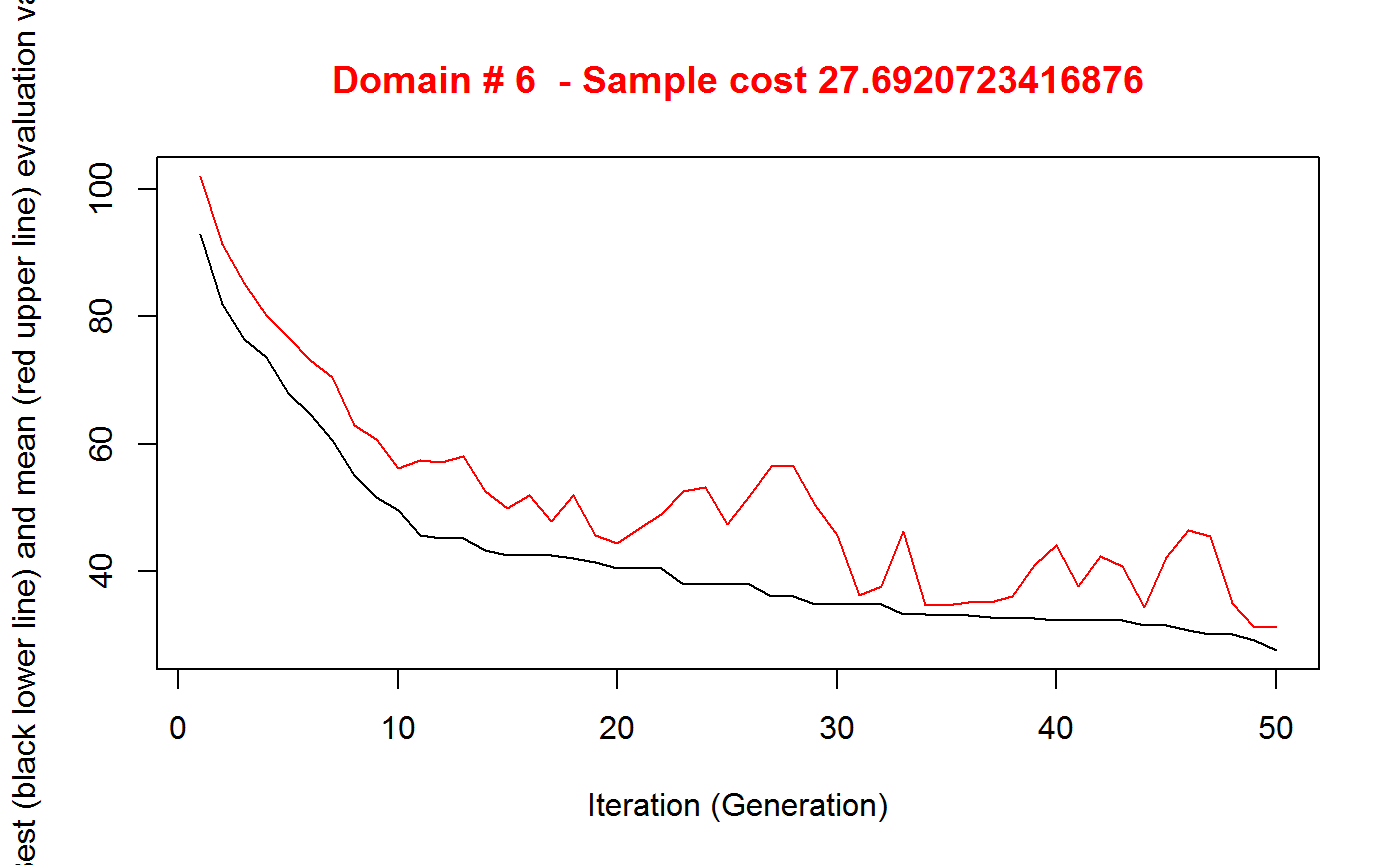 Domain # 6  - Sample cost 27.6920723416876
(black lower line) and mean (red upper line) evaluation
100
80
60
40
0 10 20 30 40 50
Iteration (Generation)